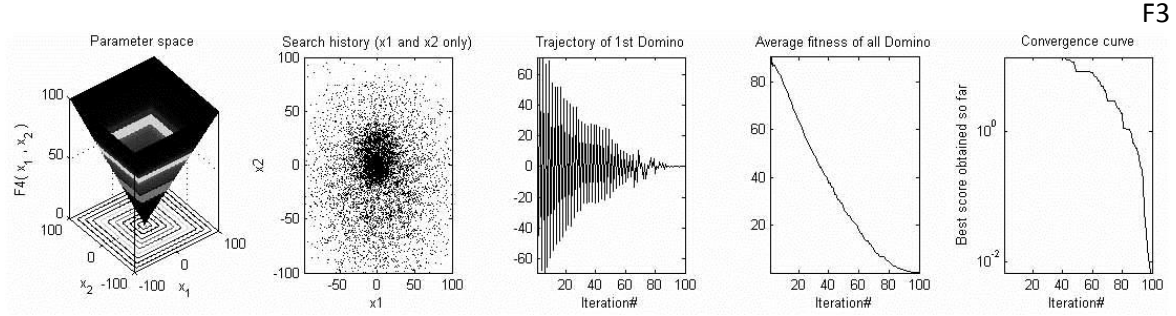 F3
Parameter space
F4( x1 , x2 )
100
50
0
100
0
-100
x2
-100
0
100
x1
Search history (x1 and x2 only)
x2
100
50
0
-50
-100
-50 0 50 100
x1
Trajectory of 1st Domino
60
40
20
0
-20
-40
-60
20 40 60 80 100
Iteration#
Average fitness of all Domino
80
60
40
20
20 40 60 80 100
Iteration#
Convergence curve
Best score obtained so far
10^0
10^-2
20 40 60 80 100
Iteration#